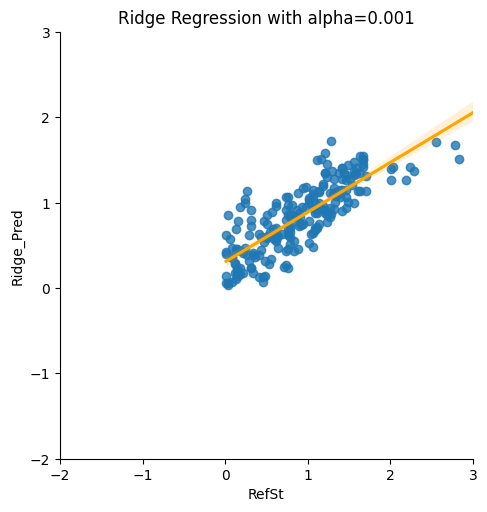 Ridge Regression with alpha=0.001
3
2
1
0
−1
−2
Ridge_Pred
−2 −1 0 1 2 3
RefSt